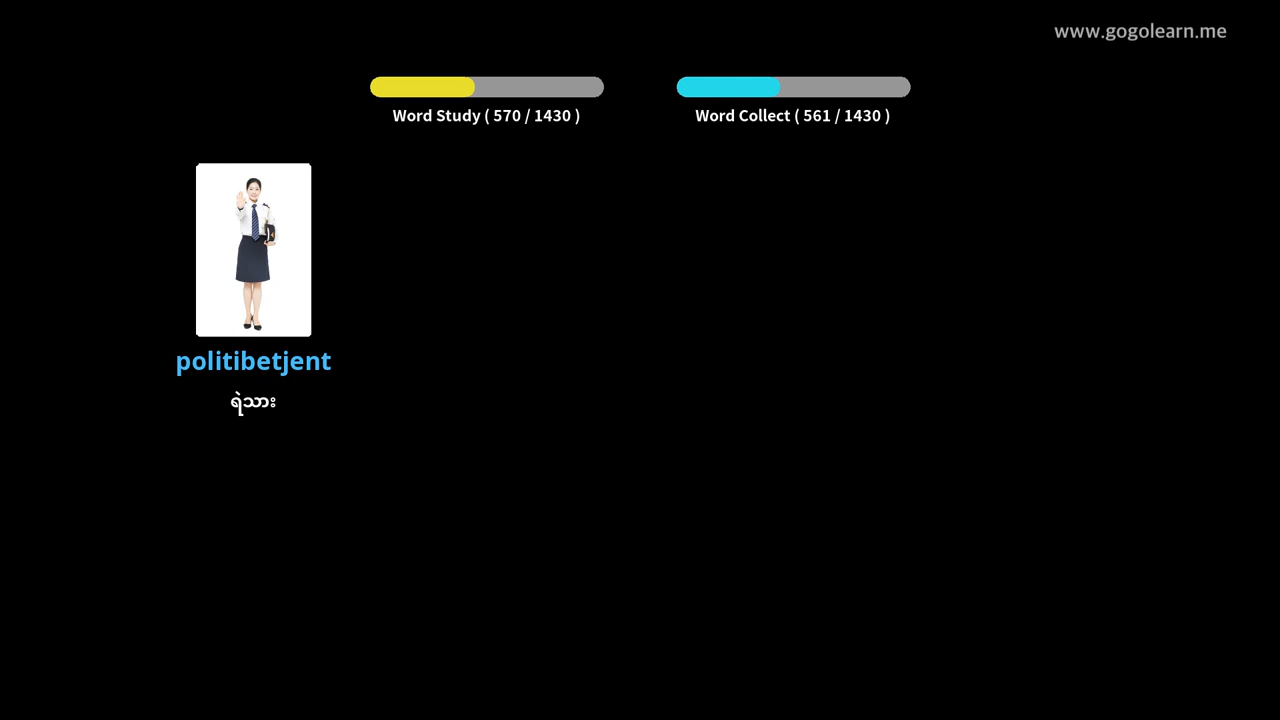 www.gogolearn.me
Word Study ( 570 / 1430 )
Word Collect ( 561 / 1430 )
politibetjent
ရဲသား